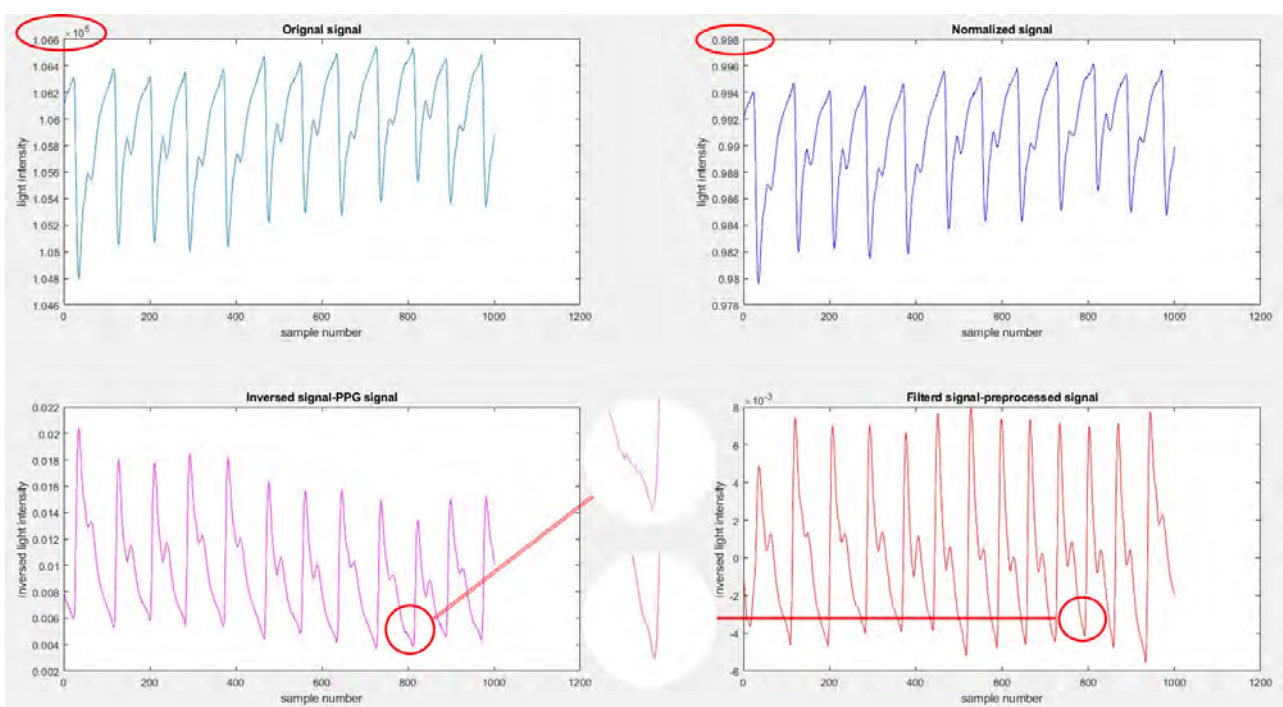 Orignal signal
1.066 × 10^5
1.064
1.062
1.06
1.058
1.056
1.054
1.052
1.05
1.048
1.046
light intensity
0 200 400 600 800 1000 1200
sample number
Normalized signal
0.998
0.996
0.994
0.992
0.99
0.988
0.986
0.984
0.982
0.98
0.978
light intensity
0 200 400 600 800 1000 1200
sample number
Inversed signal-PPG signal
0.022
0.02
0.018
0.016
0.014
0.012
0.01
0.008
0.006
0.004
0.002
inversed light intensity
0 200 400 600 800 1000 1200
sample number
Filterd signal-preprocessed signal
× 10^-3
8
6
4
2
0
-2
-4
-6
inversed light intensity
0 200 400 600 800 1000 1200
sample number